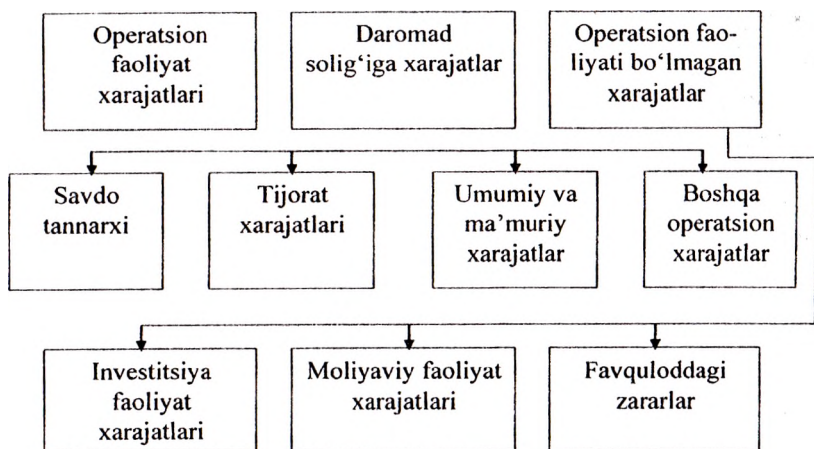 Operatsion
faoliyat
xarajatlari
Daromad
solig‘iga xarajatlar
Operatsion fao-
liyati bo‘lmagan
xarajatlar
Savdo
tannarxi
Tijorat
xarajatlari
Umumiy va
ma’muriy
xarajatlar
Boshqa
operatsion
xarajatlar
Investitsiya
faoliyat
xarajatlari
Moliyaviy faoliyat
xarajatlari
Favquloddagi
zararlar